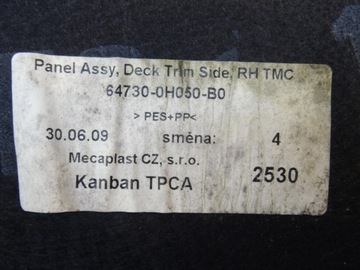 Panel Assy, Deck Trim Side, RH TMC
64730-0H050-B0
> PES+PP<
30.06.09 směna: 4
Mecaplast CZ, s.r.o.
Kanban TPCA 2530